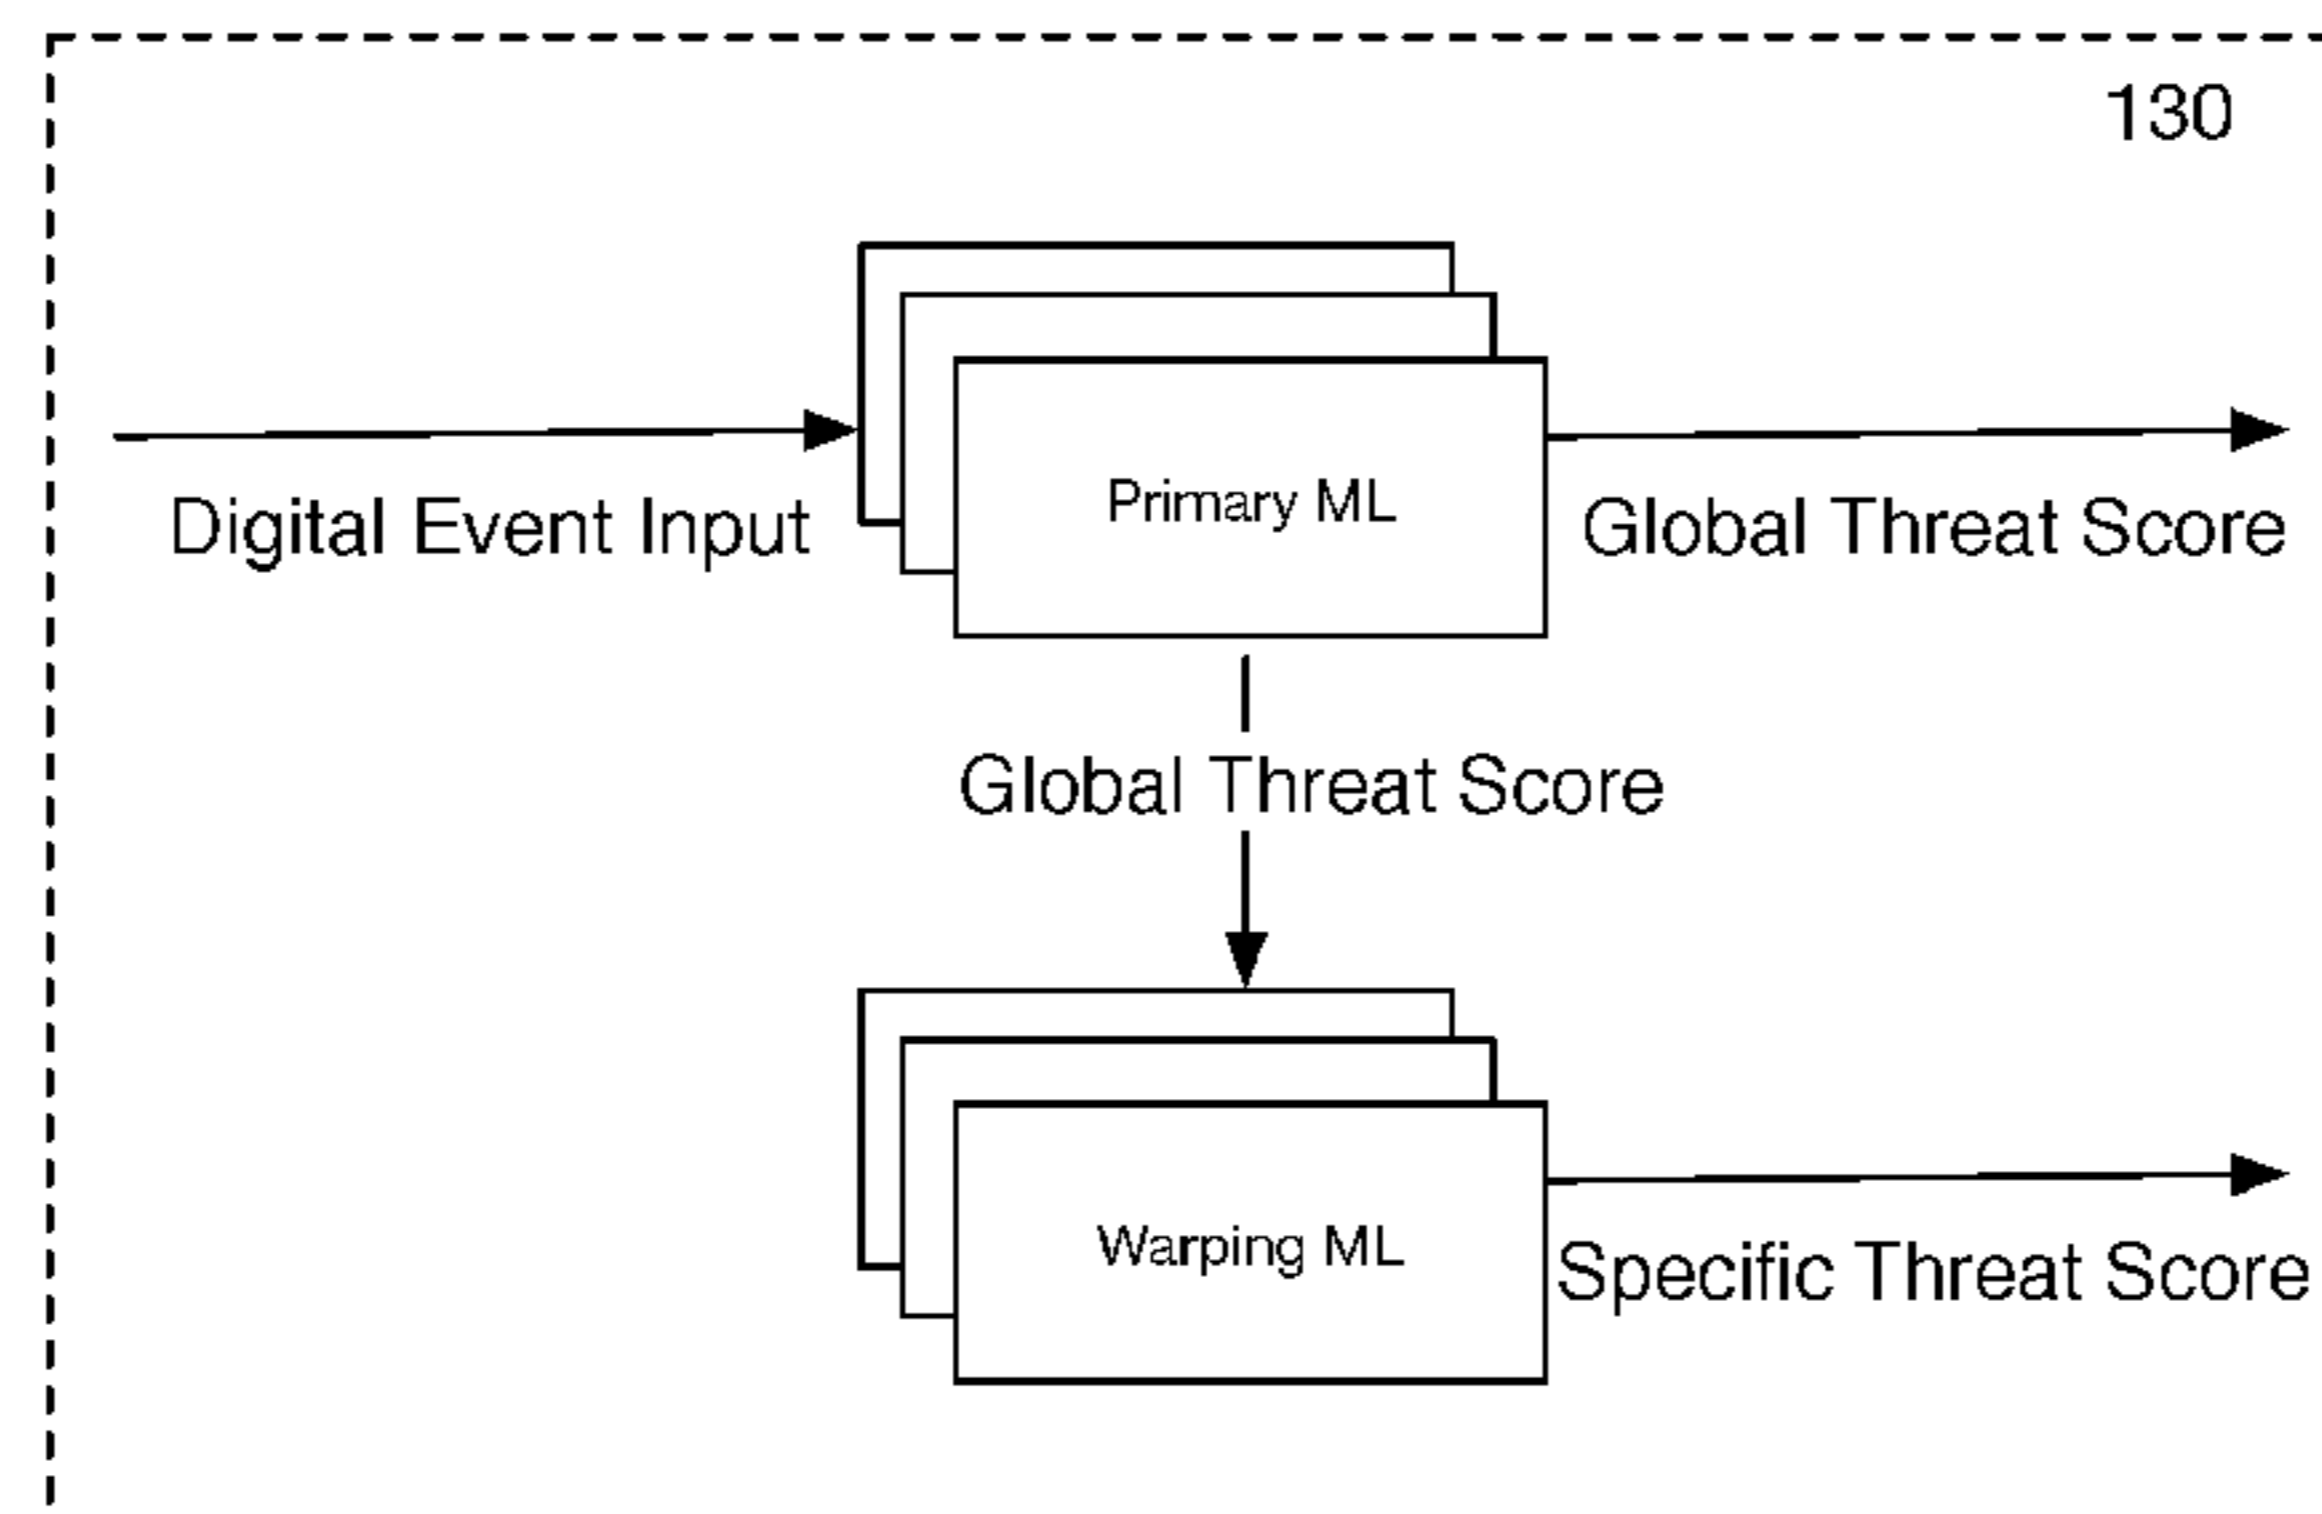 130
Primary ML
Digital Event Input
Global Threat Score
Global Threat Score
Warping ML
Specific Threat Score